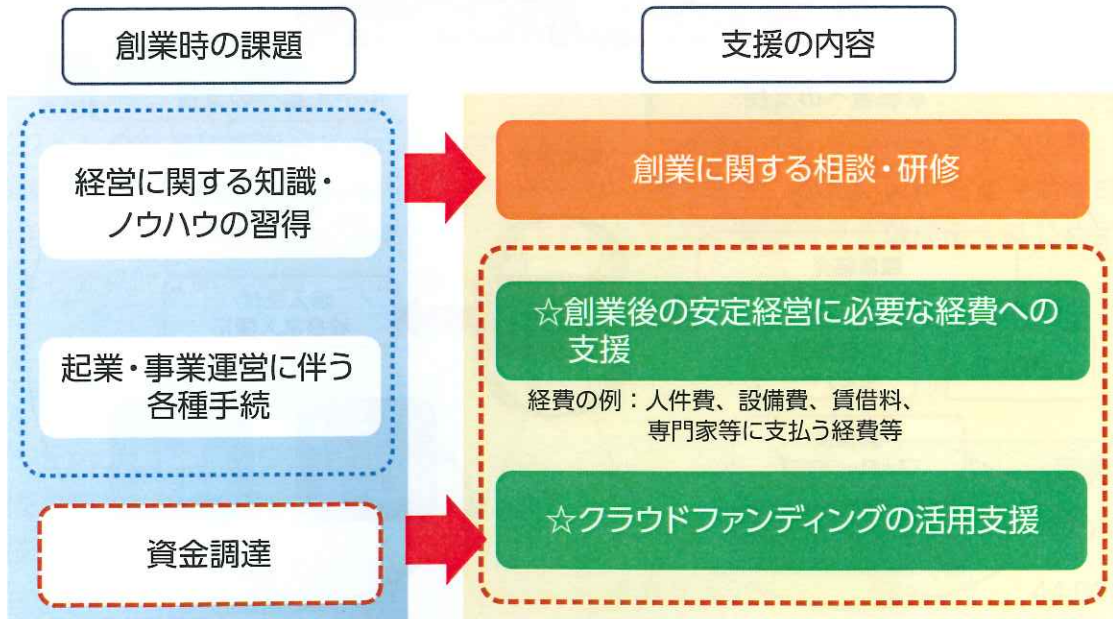 創業時の課題
支援の内容
経営に関する知識・
ノウハウの習得
起業・事業運営に伴う
各種手続
資金調達
創業に関する相談・研修
☆創業後の安定経営に必要な経費への
支援
経費の例：人件費、設備費、賃借料、
専門家等に支払う経費等
☆クラウドファンディングの活用支援